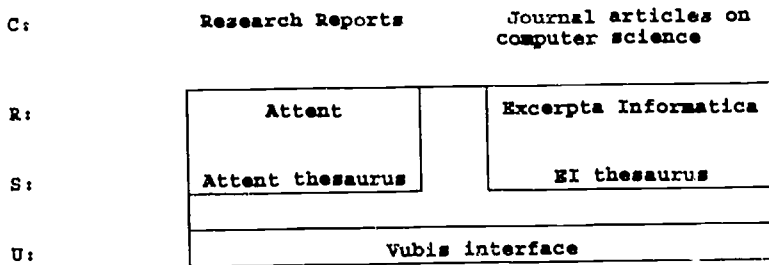 C: Research Reports Journal articles on
computer science
R: Attent Excerpta Informatica
S: Attent thesaurus EI thesaurus
U: Vubis interface